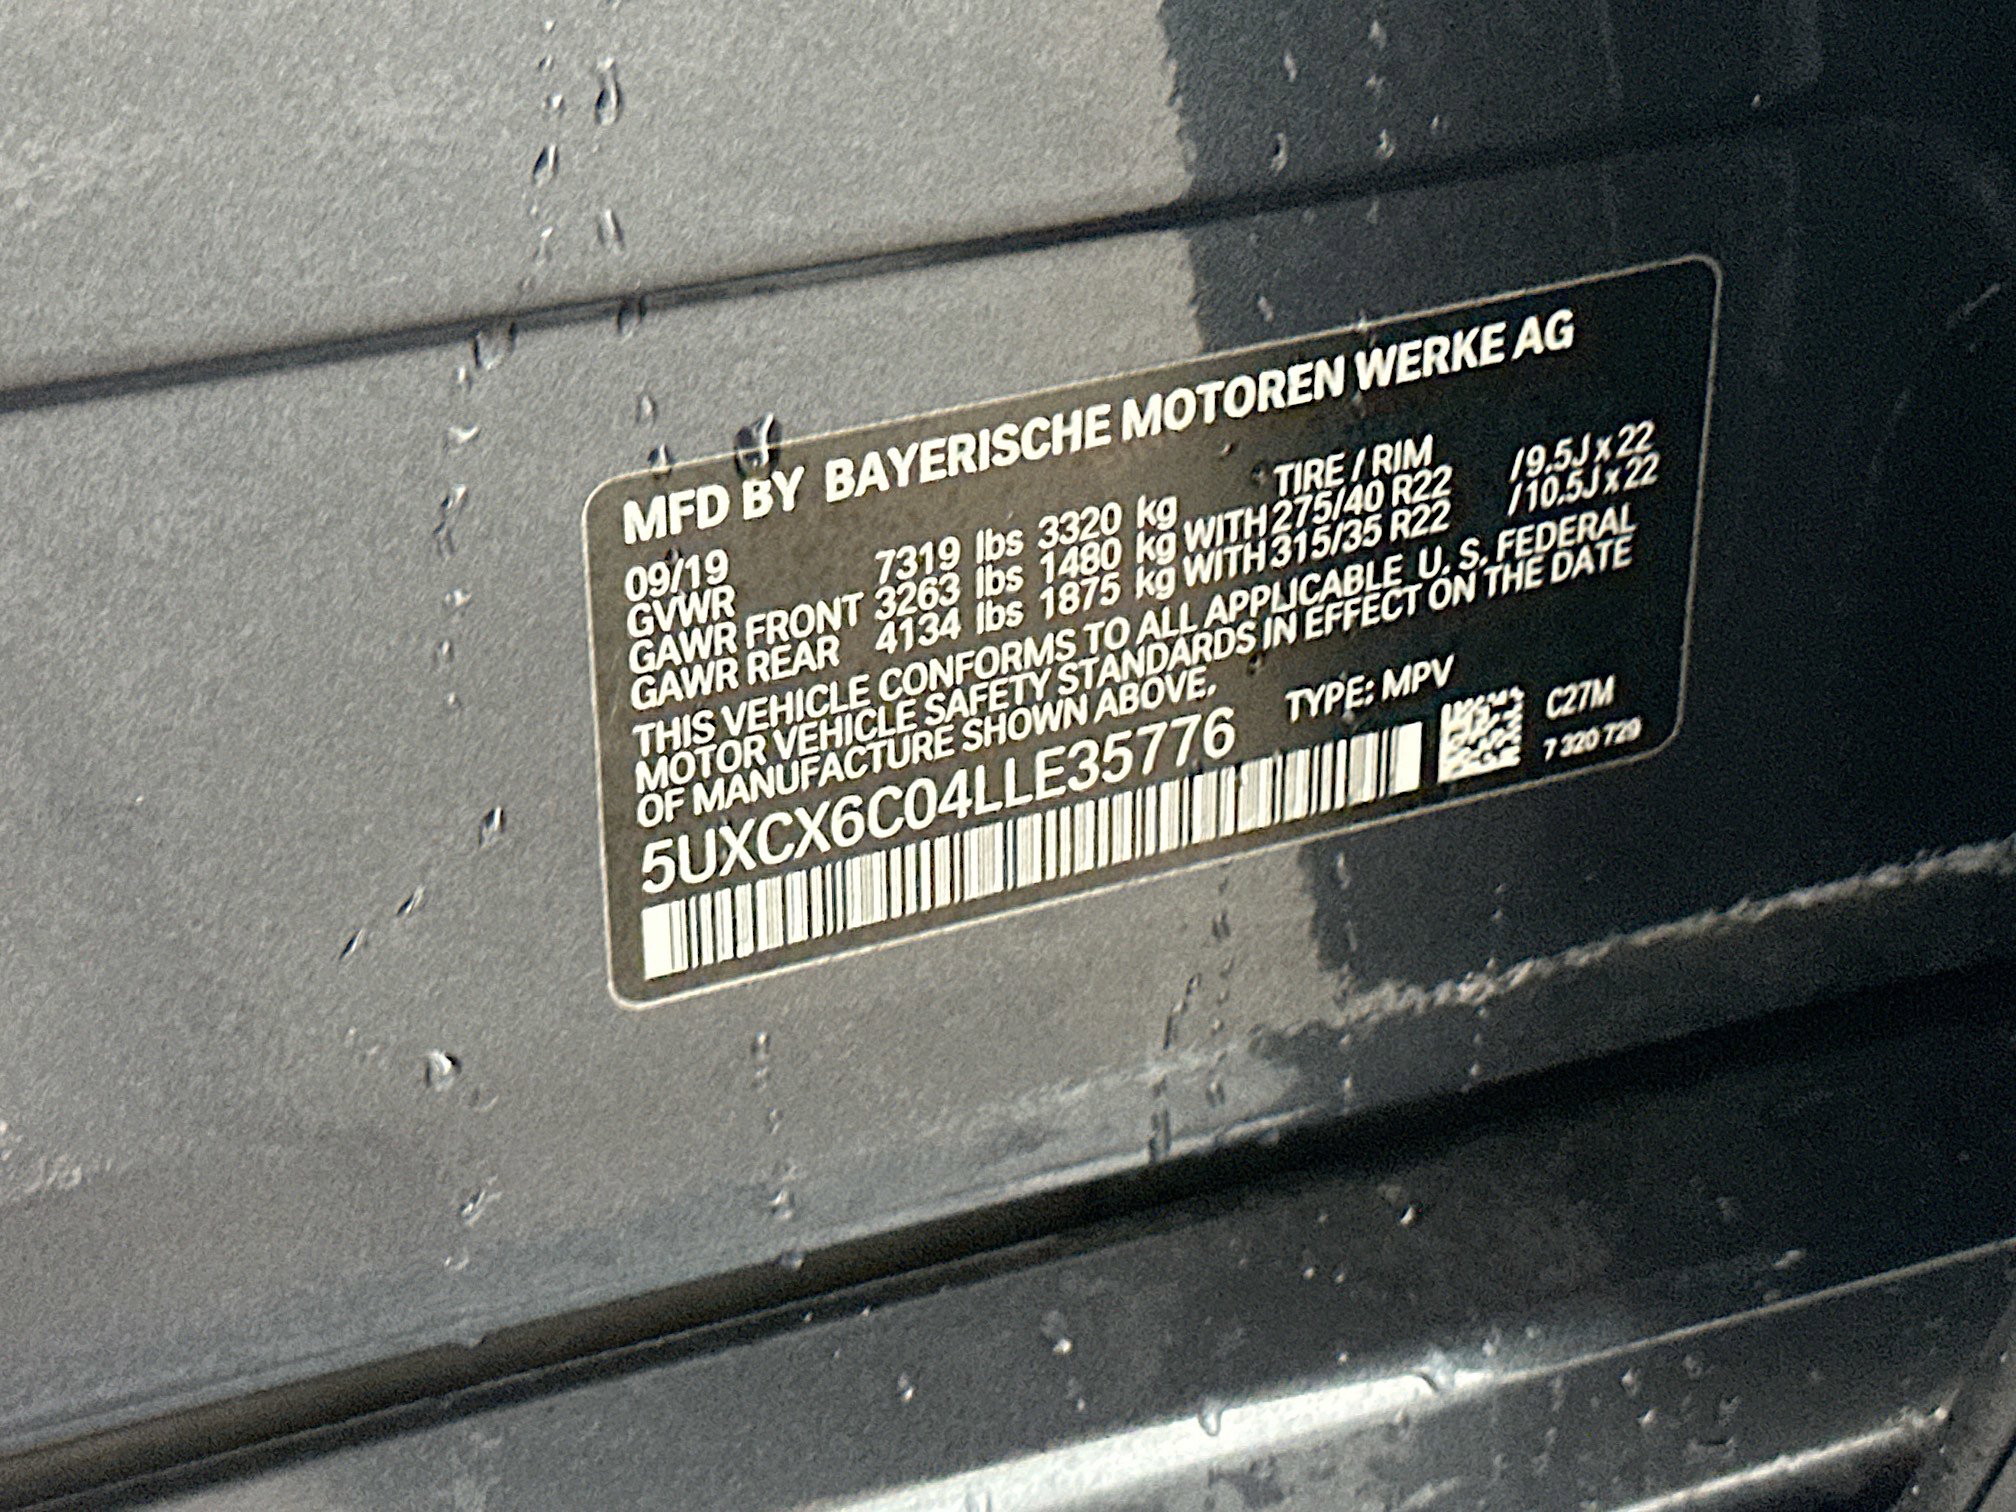 MFD BY BAYERISCHE MOTOREN WERKE AG
09/19 TIRE / RIM
GVWR 7319 lbs 3320 kg
GAWR FRONT 3263 lbs 1480 kg WITH 275/40 R22 /9.5J x 22
GAWR REAR 4134 lbs 1875 kg WITH 315/35 R22 /10.5J x 22
THIS VEHICLE CONFORMS TO ALL APPLICABLE U. S. FEDERAL
MOTOR VEHICLE SAFETY STANDARDS IN EFFECT ON THE DATE
OF MANUFACTURE SHOWN ABOVE.
5UXCX6C04LLE35776 TYPE: MPV
C27M
7 320 729